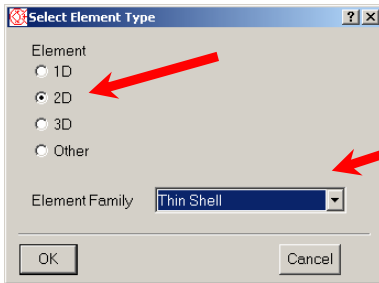 Select Element Type
Element
1D
2D
3D
Other
Element Family Thin Shell
OK Cancel